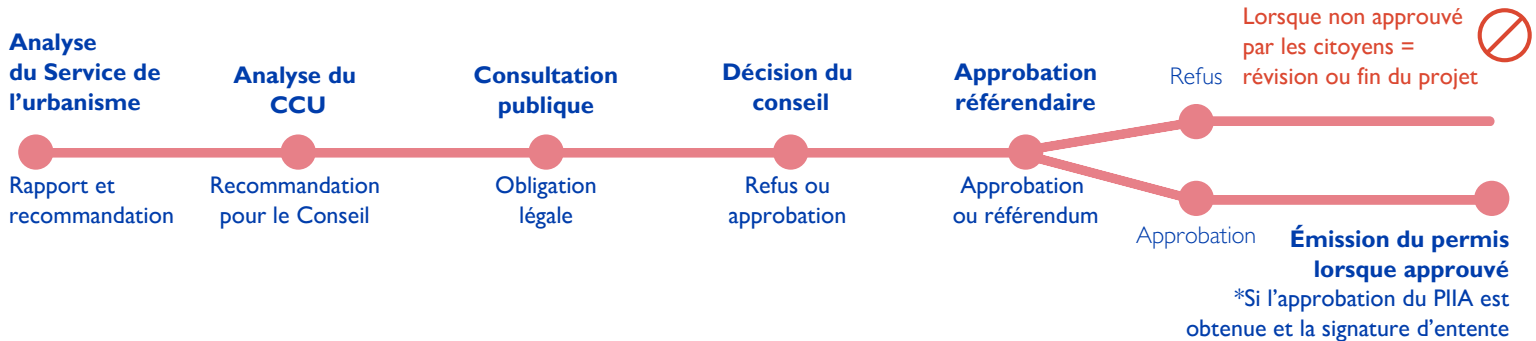 Analyse
du Service de
l'urbanisme
Rapport et
recommandation
Analyse du
CCU
Recommandation
pour le Conseil
Consultation
publique
Obligation
légale
Décision du
conseil
Refus ou
approbation
Approbation
référendaire
Approbation
ou référendum
Refus
Lorsque non approuvé
par les citoyens =
révision ou fin du projet
Approbation
Émission du permis
lorsque approuvé
*Si l'approbation du PIIA est
obtenue et la signature d'entente